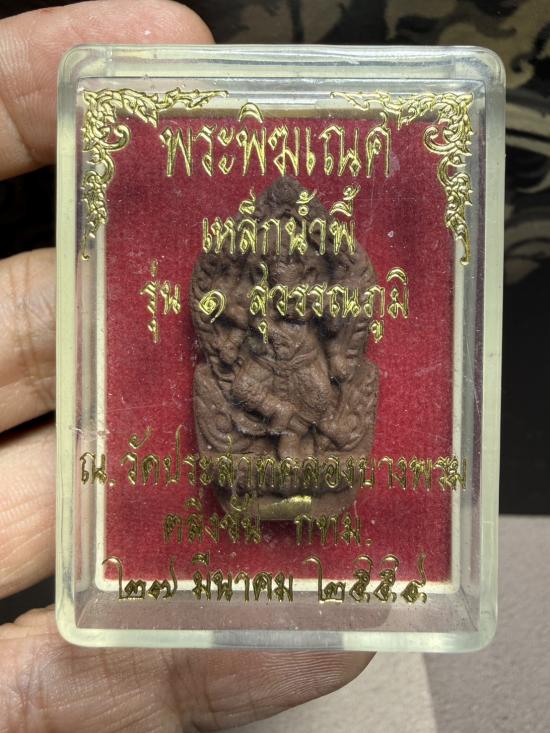 พระพิฆเณศ
เหล็กน้ำพี้
รุ่น ๑ สุวรรณภูมิ
ณ. วัดประสาทคลองบางพรม
ตลิ่งชัน กทม.
๒๗ มีนาคม ๒๕๕๔